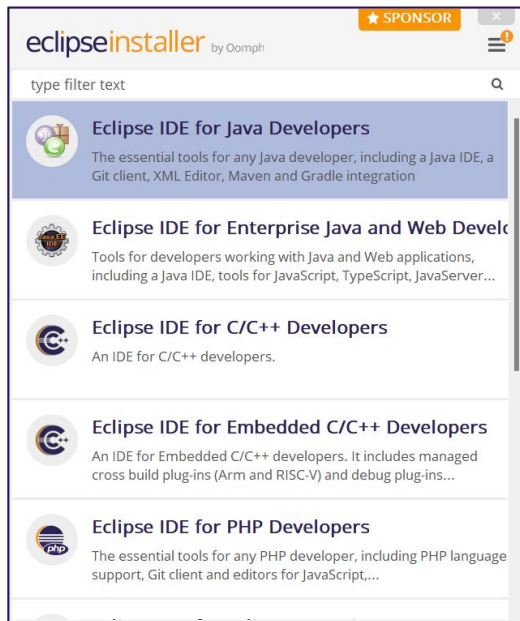 ★ SPONSOR
eclipseinstaller by Oomph
type filter text
Eclipse IDE for Java Developers
The essential tools for any Java developer, including a Java IDE, a
Git client, XML Editor, Maven and Gradle integration
Java EE
IDE
Eclipse IDE for Enterprise Java and Web Develo
Tools for developers working with Java and Web applications,
including a Java IDE, tools for JavaScript, TypeScript, JavaServer...
C++
Eclipse IDE for C/C++ Developers
An IDE for C/C++ developers.
C++
Eclipse IDE for Embedded C/C++ Developers
An IDE for Embedded C/C++ developers. It includes managed
cross build plug-ins (Arm and RISC-V) and debug plug-ins...
php
Eclipse IDE for PHP Developers
The essential tools for any PHP developer, including PHP language
support, Git client and editors for JavaScript,...